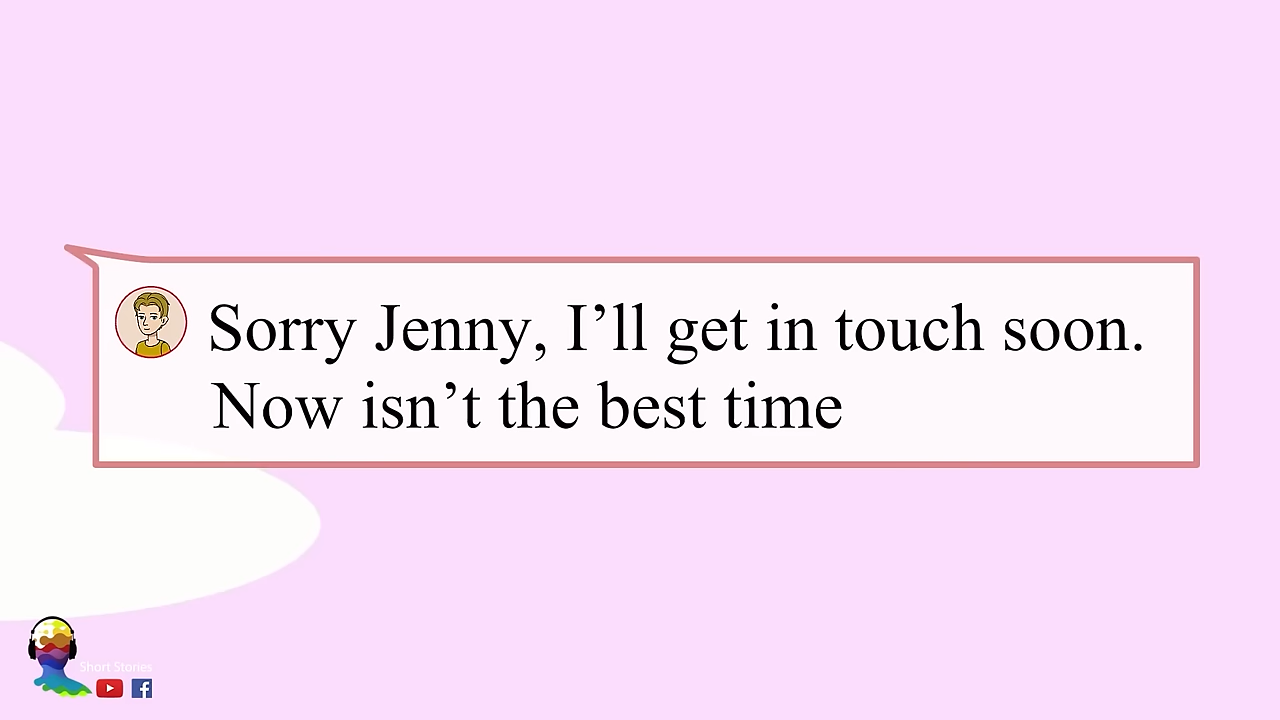 Sorry Jenny, I’ll get in touch soon.
Now isn’t the best time
Short Stories